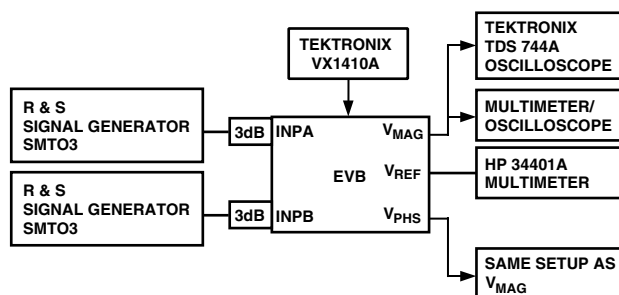 TEKTRONIX
VX1410A
TEKTRONIX
TDS 744A
OSCILLOSCOPE
R & S
SIGNAL GENERATOR
SMTO3
3dB
INPA
VMAG
MULTIMETER/
OSCILLOSCOPE
EVB
VREF
HP 34401A
MULTIMETER
R & S
SIGNAL GENERATOR
SMTO3
3dB
INPB
VPHS
SAME SETUP AS
VMAG